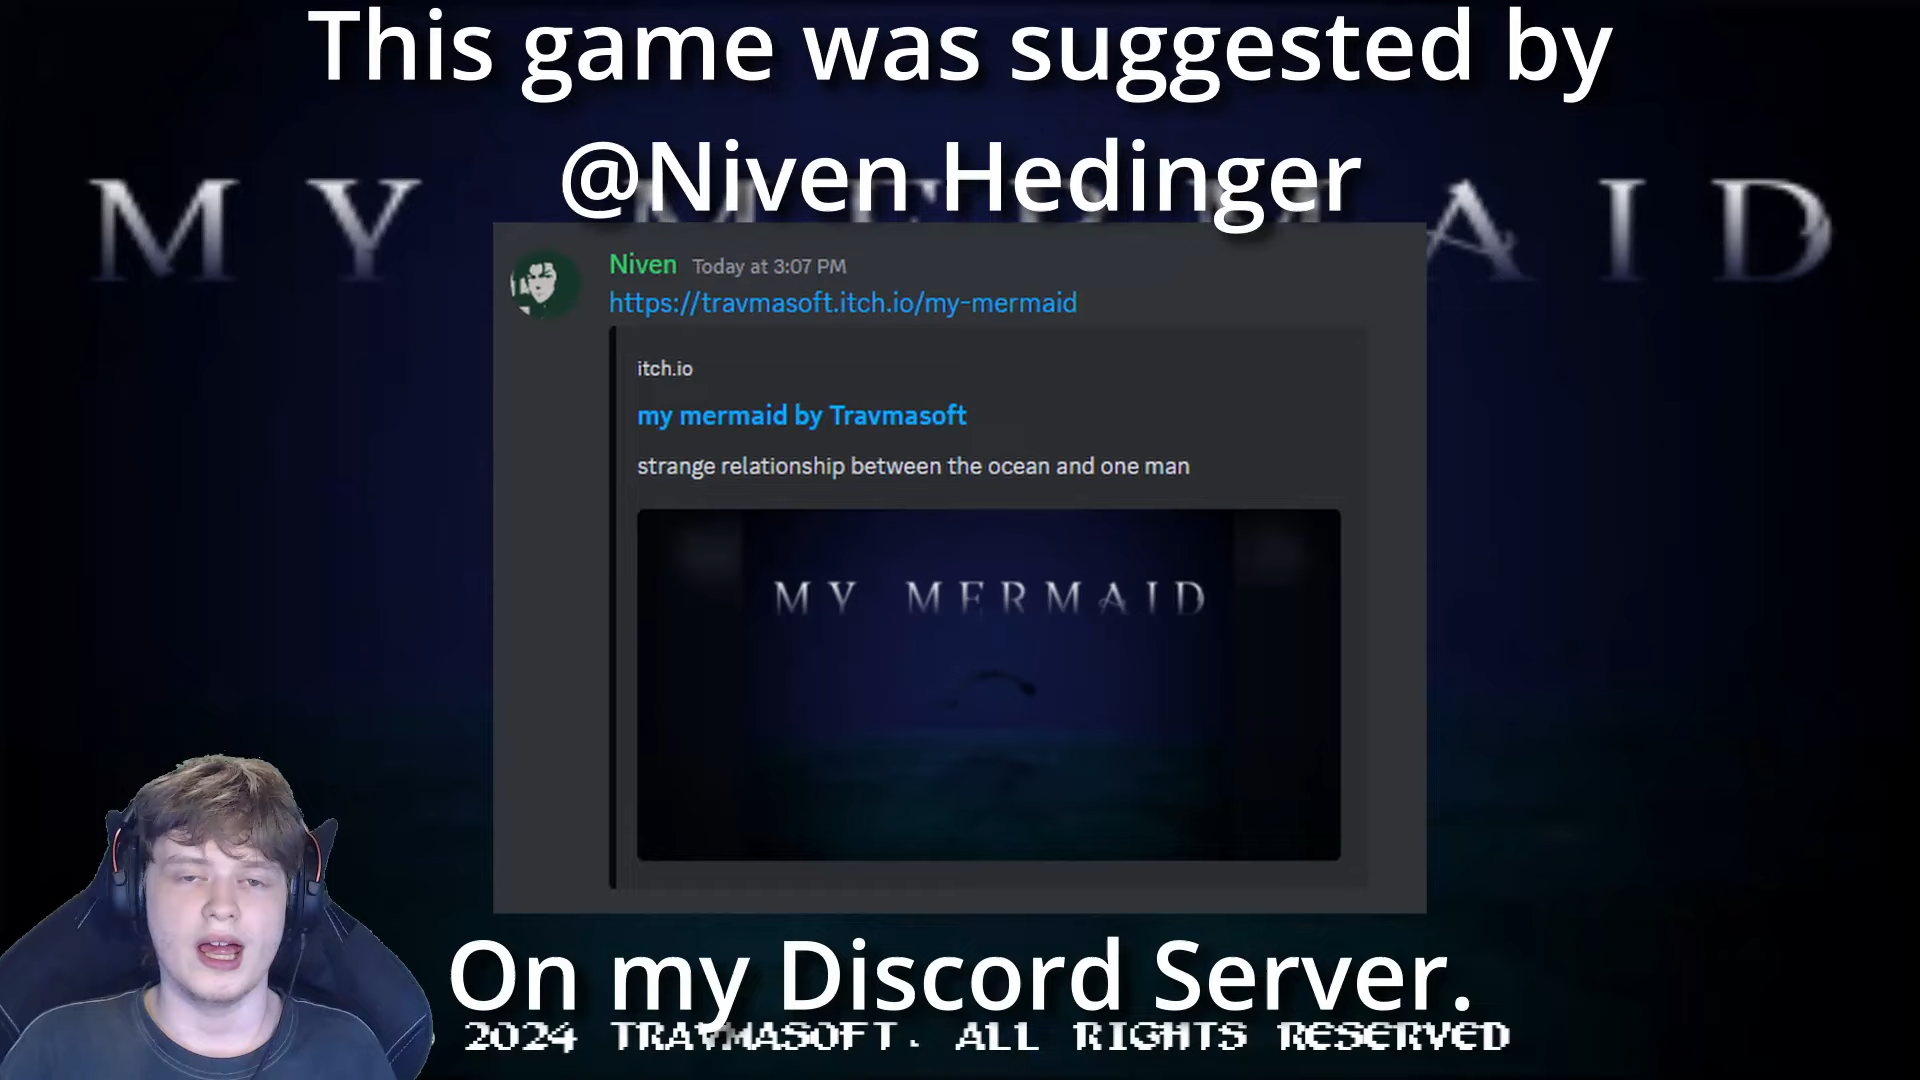 This game was suggested by
@Niven Hedinger
MY MERMAID
Niven Today at 3:07 PM
https://travmasoft.itch.io/my-mermaid
itch.io
my mermaid by Travmasoft
strange relationship between the ocean and one man
MY MERMAID
On my Discord Server.
2024 TRAVMASOFT. ALL RIGHTS RESERVED